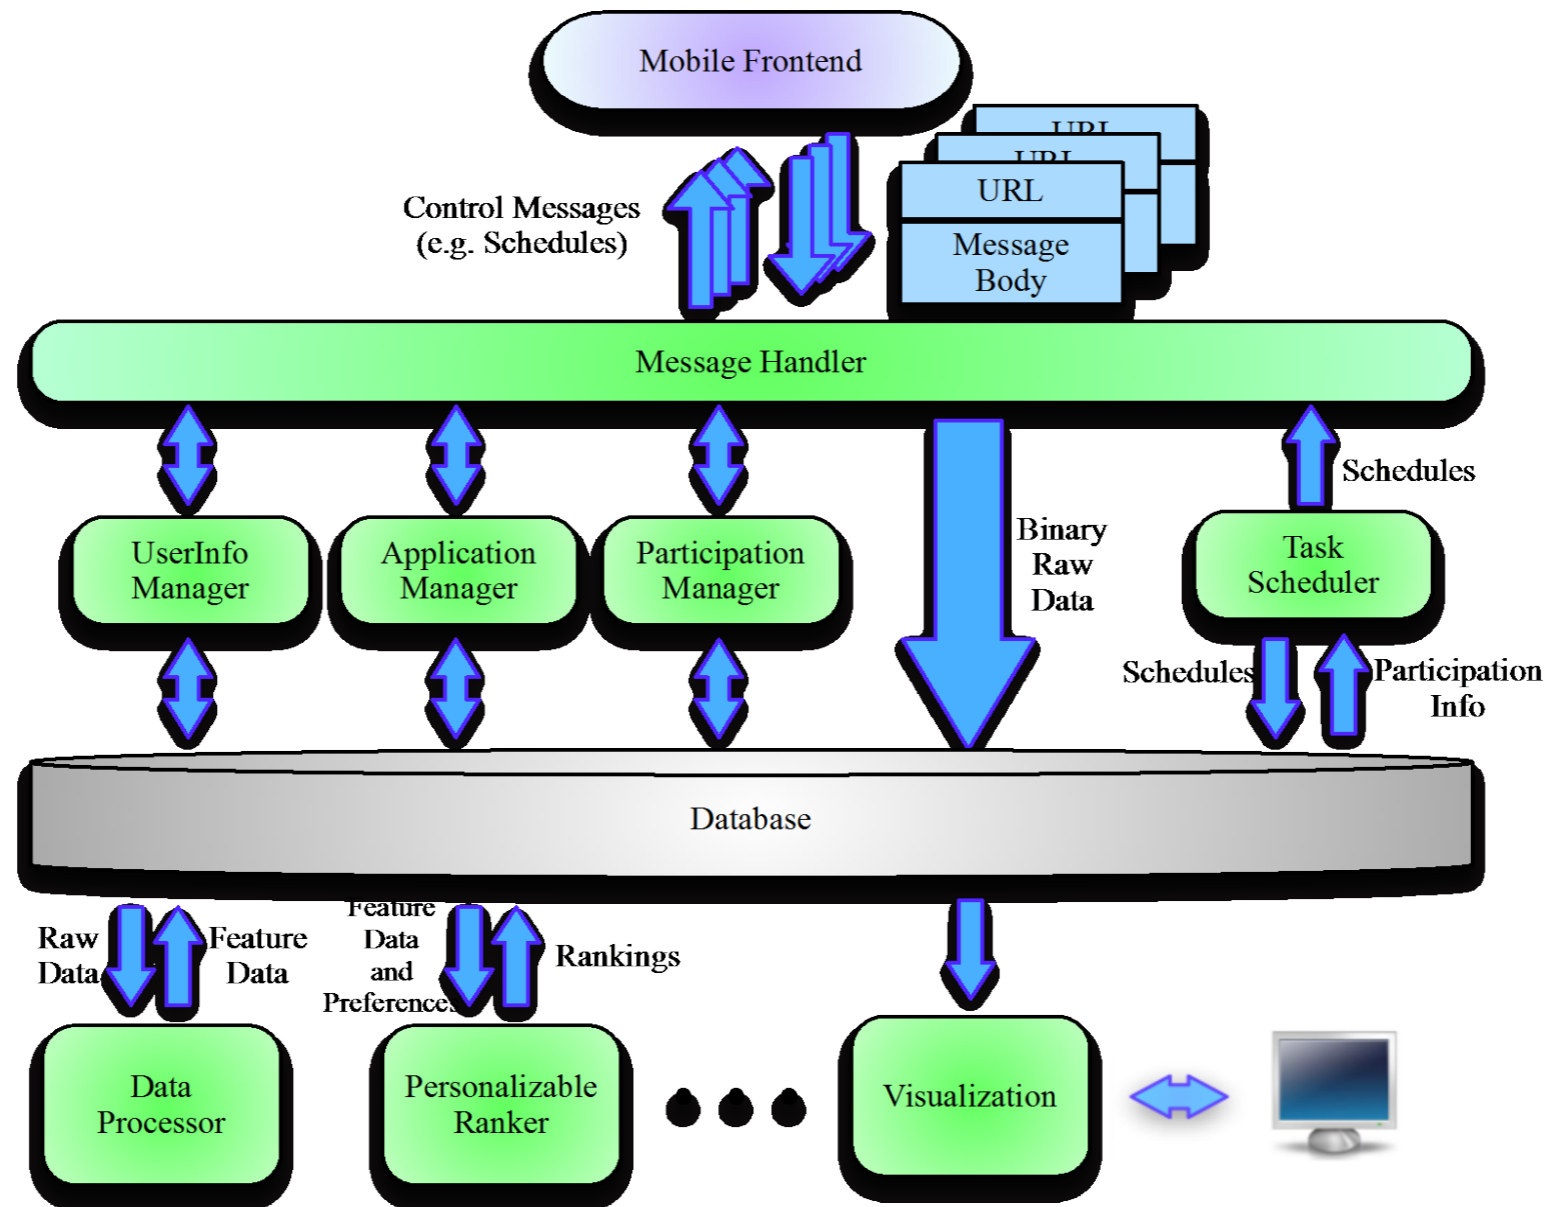 Mobile Frontend
URL
URL
URL
Message
Body
Control Messages
(e.g. Schedules)
Message Handler
Schedules
UserInfo
Manager
Application
Manager
Participation
Manager
Binary
Raw
Data
Task
Scheduler
Schedules
Participation
Info
Database
Raw
Data
Feature
Data
Feature
Data
and
Preferences
Rankings
Data
Processor
Personalizable
Ranker
Visualization